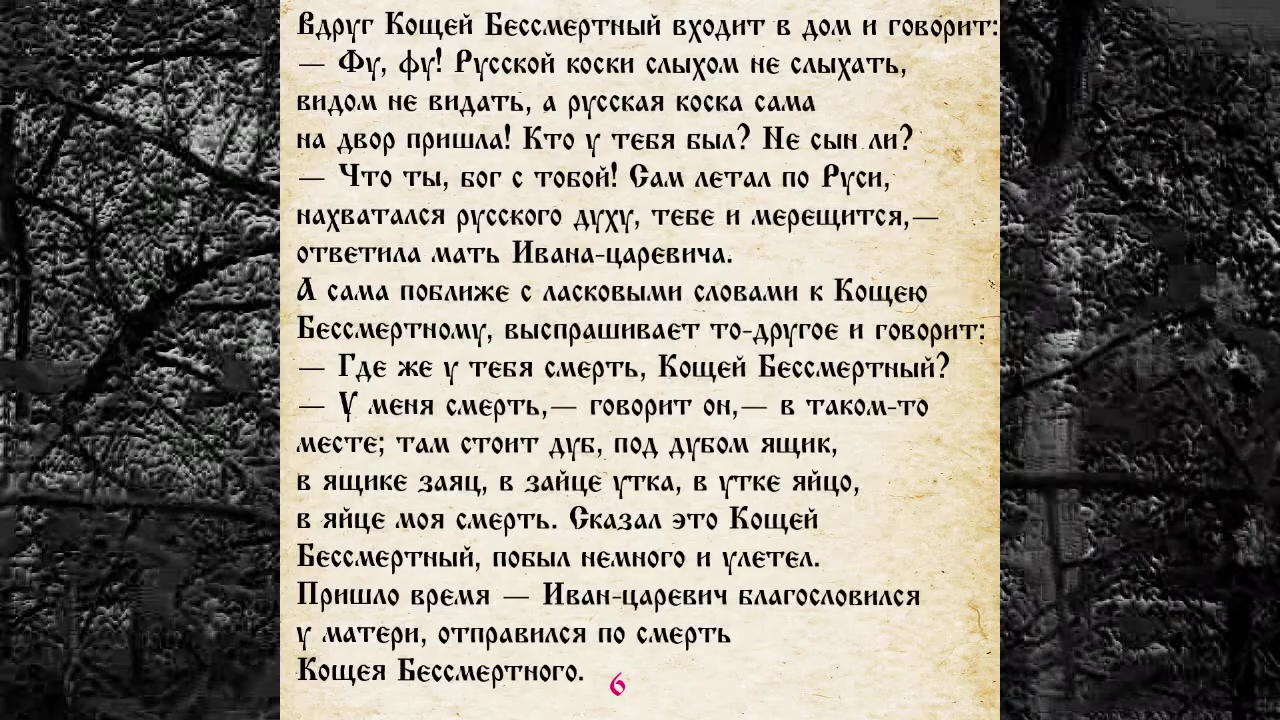 Вдруг Кощей Бессмертный входит в дом и говорит:
— Фу, фу! Русской коски слыхом не слыхать,
видом не видать, а русская коска сама
на двор пришла! Кто у тебя был? Не сын ли?
— Что ты, бог с тобой! Сам летал по Руси,
нахватался русского духу, тебе и мерещится,—
ответила мать Ивана-царевича.
А сама поближе с ласковыми словами к Кощею
Бессмертному, выспрашивает то-другое и говорит:
— Где же у тебя смерть, Кощей Бессмертный?
— У меня смерть,— говорит он,— в таком-то
месте; там стоит дуб, под дубом ящик,
в ящике заяц, в зайце утка, в утке яйцо,
в яйце моя смерть. Сказал это Кощей
Бессмертный, побыл немного и улетел.
Пришло время — Иван-царевич благословился
у матери, отправился по смерть
Кощея Бессмертного.
6